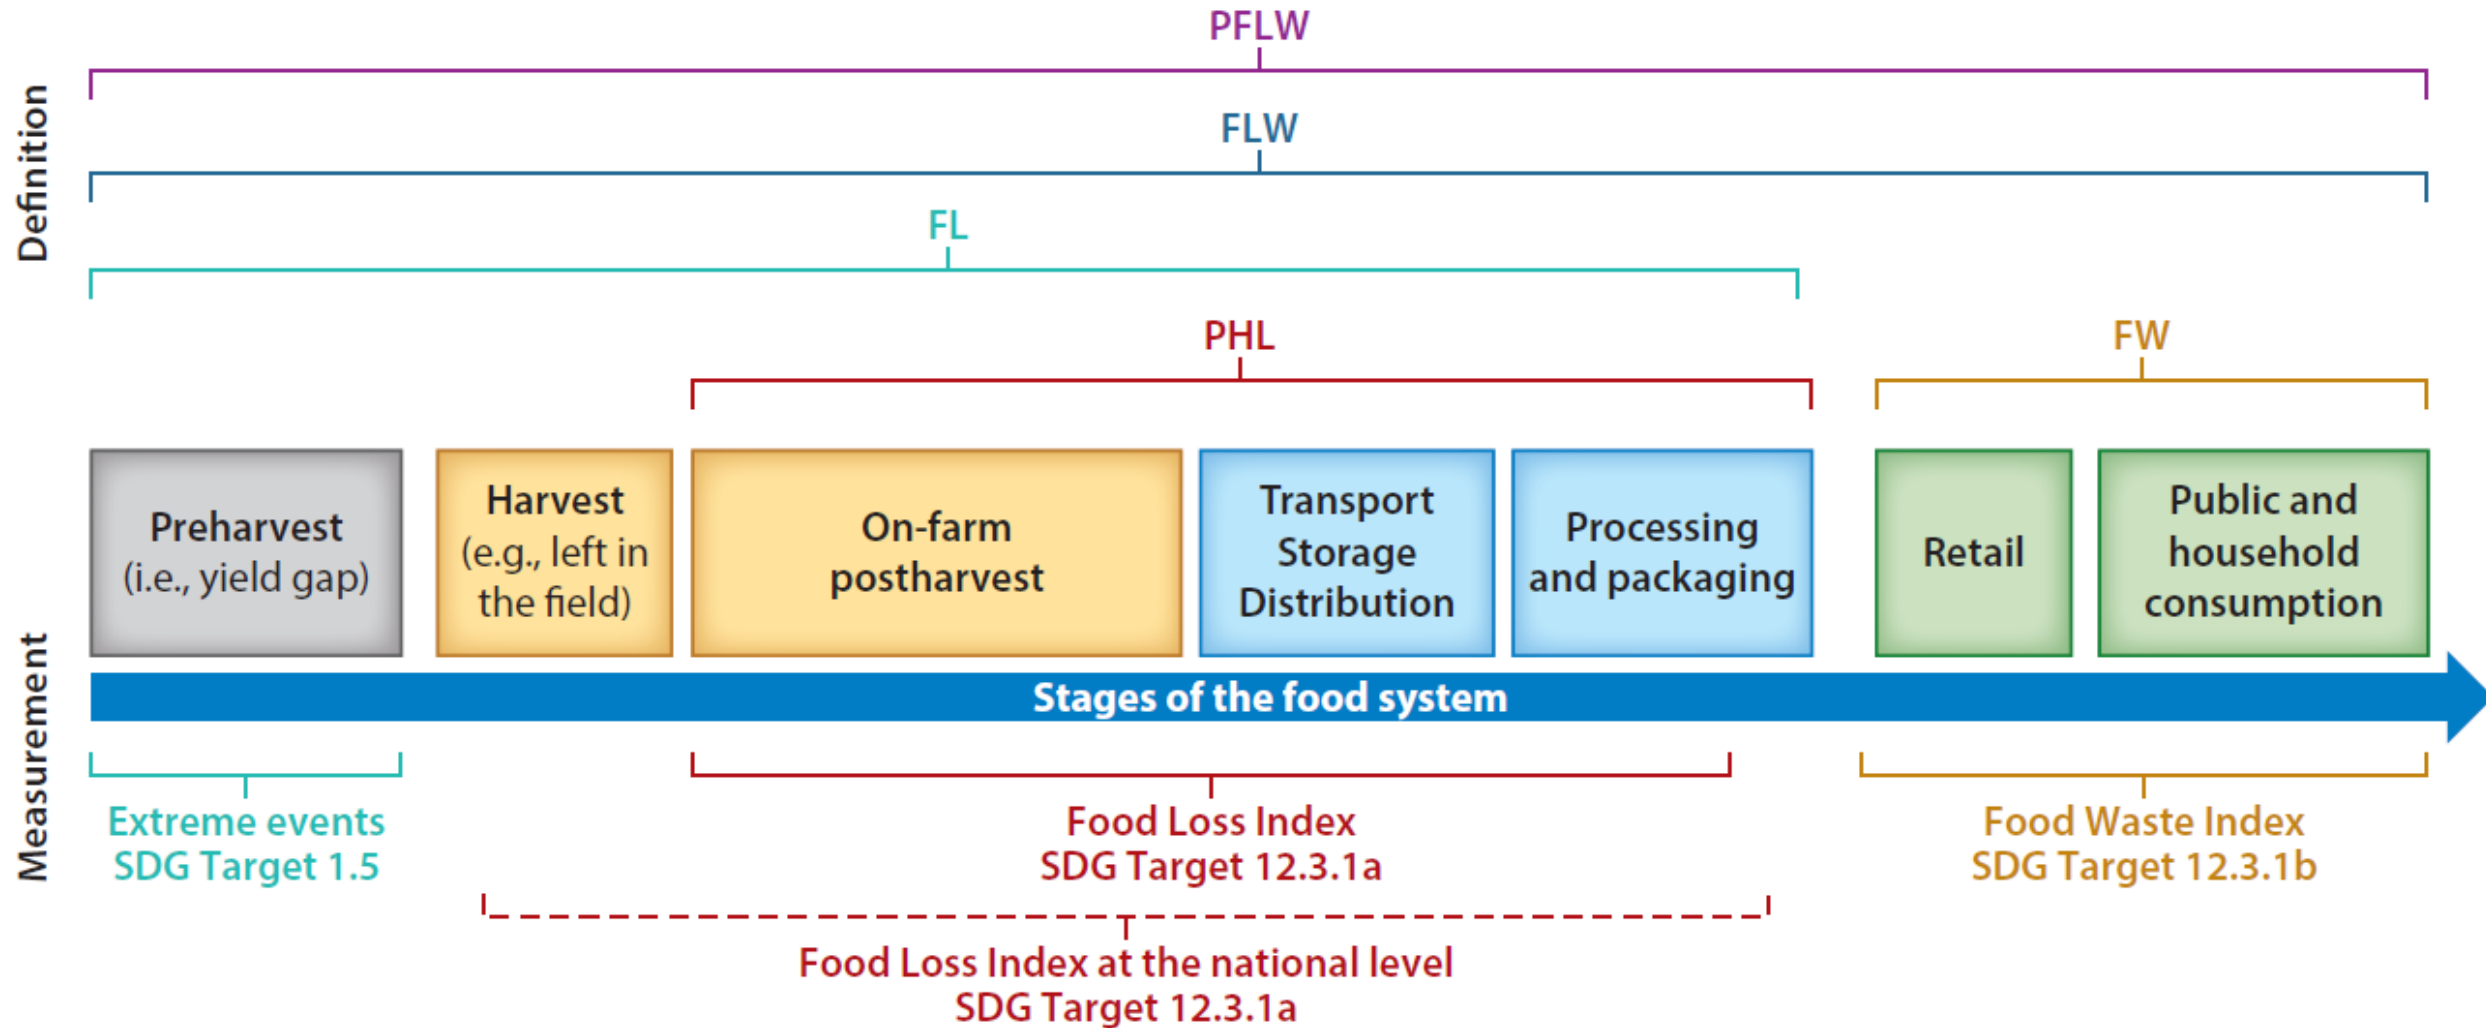 PFLW
Definition
FLW
FL
PHL
FW
Preharvest
(i.e., yield gap)
Harvest
(e.g., left in
the field)
On-farm
postharvest
Transport
Storage
Distribution
Processing
and packaging
Retail
Public and
household
consumption
Stages of the food system
Measurement
Extreme events
SDG Target 1.5
Food Loss Index
SDG Target 12.3.1a
Food Waste Index
SDG Target 12.3.1b
Food Loss Index at the national level
SDG Target 12.3.1a